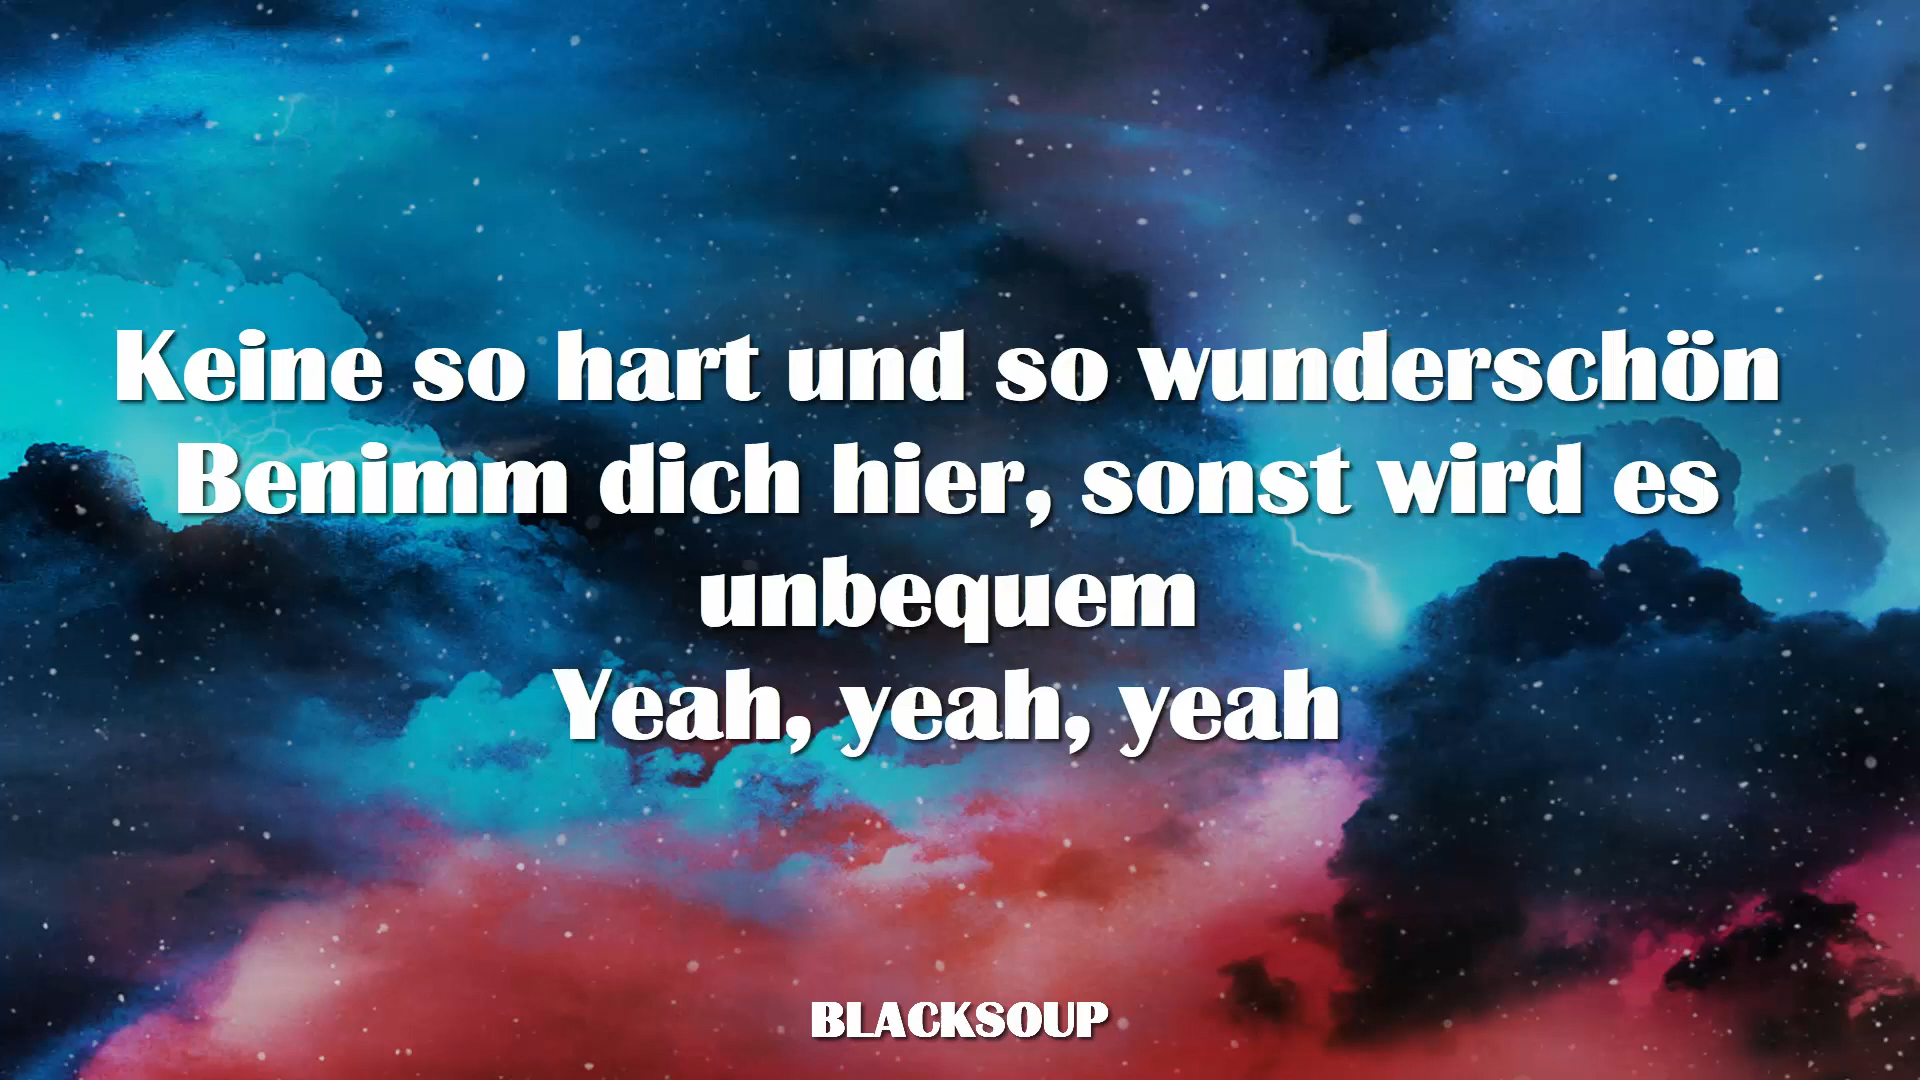 Keine so hart und so wunderschön
Benimm dich hier, sonst wird es
unbequem
Yeah, yeah, yeah
BLACKSOUP